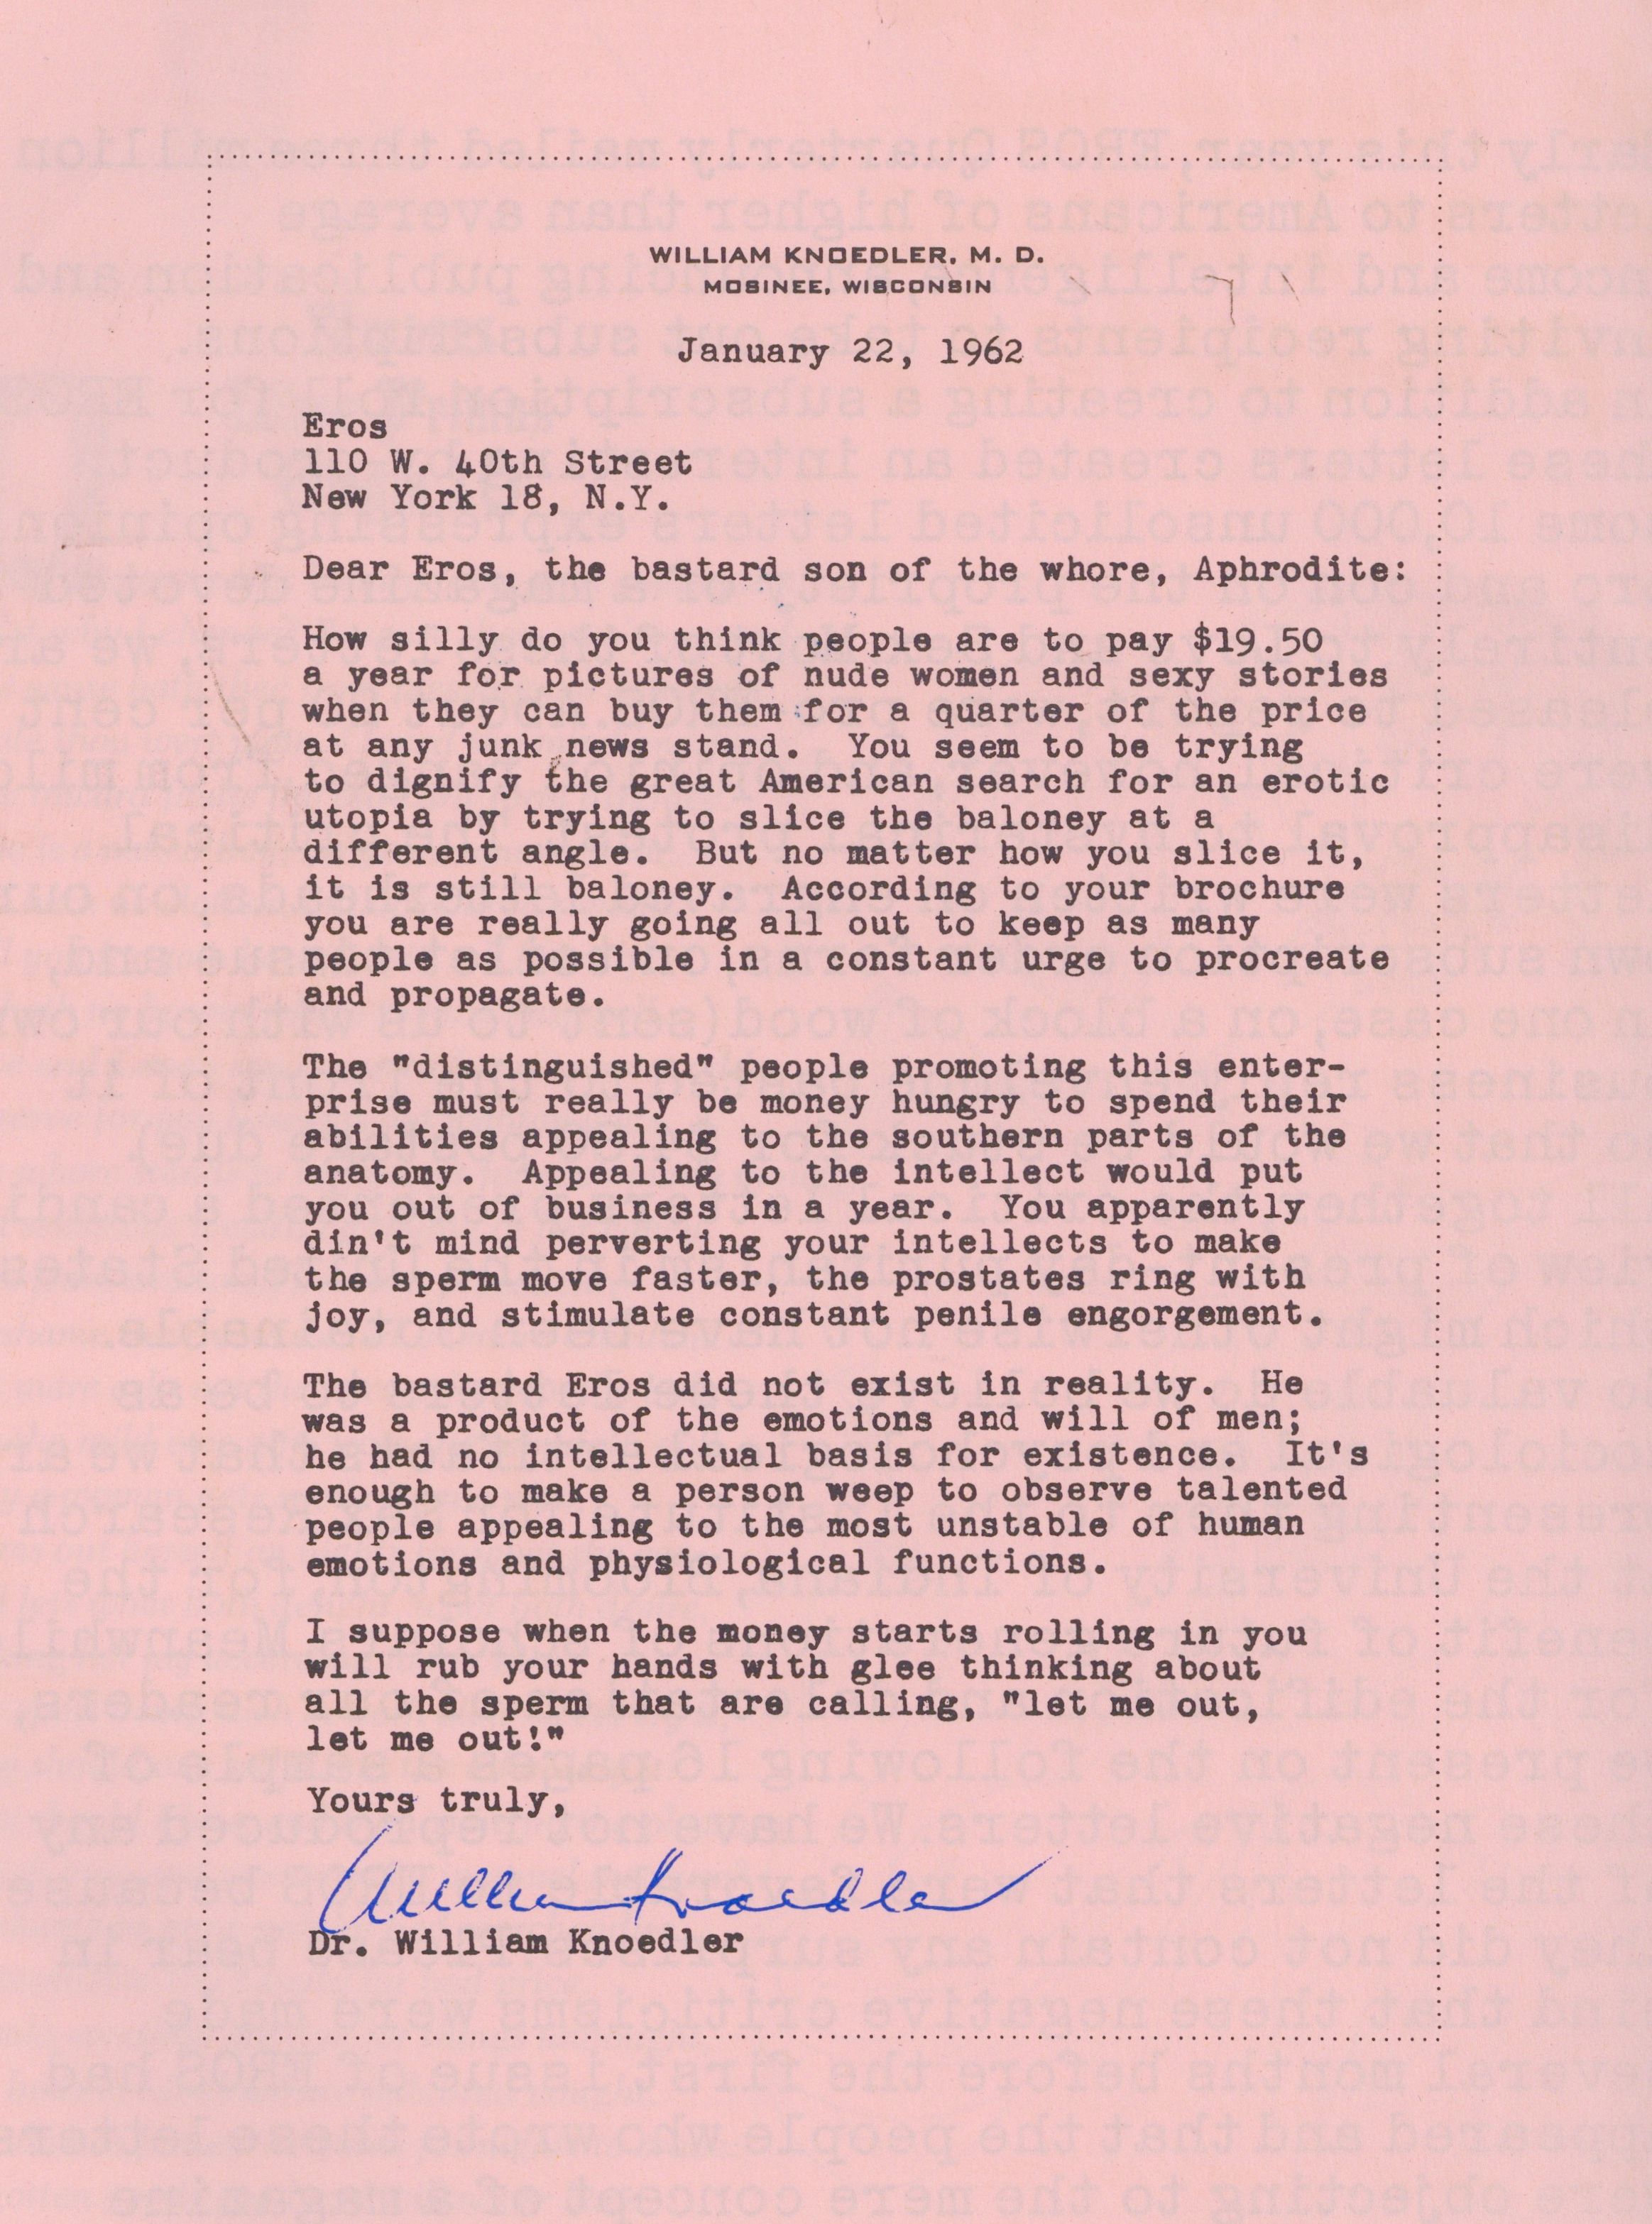 WILLIAM KNOEDLER, M. D.
MOSINEE, WISCONSIN
January 22, 1962
Eros
110 W. 40th Street
New York 18, N.Y.
Dear Eros, the bastard son of the whore, Aphrodite:
How silly do you think people are to pay $19.50
a year for pictures of nude women and sexy stories
when they can buy them for a quarter of the price
at any junk news stand.  You seem to be trying
to dignify the great American search for an erotic
utopia by trying to slice the baloney at a
different angle.  But no matter how you slice it,
it is still baloney.  According to your brochure
you are really going all out to keep as many
people as possible in a constant urge to procreate
and propagate.
The "distinguished" people promoting this enter-
prise must really be money hungry to spend their
abilities appealing to the southern parts of the
anatomy.  Appealing to the intellect would put
you out of business in a year.  You apparently
din't mind perverting your intellects to make
the sperm move faster, the prostates ring with
joy, and stimulate constant penile engorgement.
The bastard Eros did not exist in reality.  He
was a product of the emotions and will of men;
he had no intellectual basis for existence.  It's
enough to make a person weep to observe talented
people appealing to the most unstable of human
emotions and physiological functions.
I suppose when the money starts rolling in you
will rub your hands with glee thinking about
all the sperm that are calling, "let me out,
let me out!"
Yours truly,
William Knoedler
Dr. William Knoedler